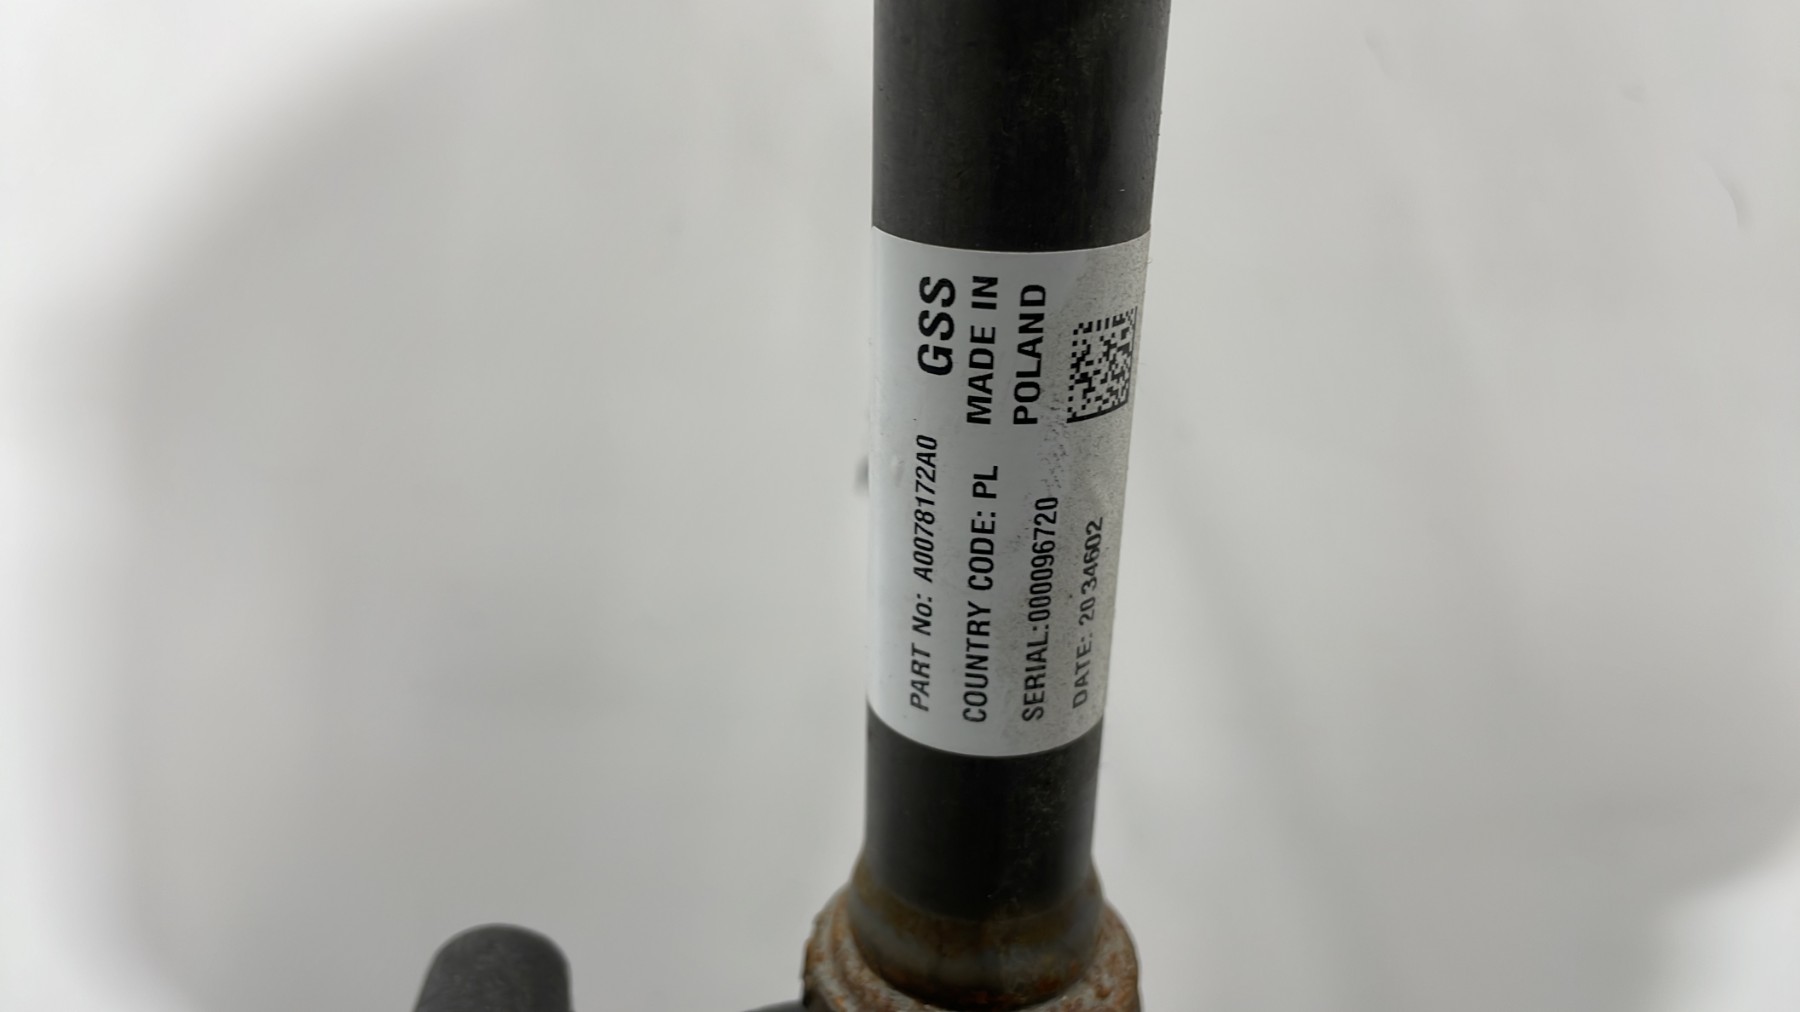 GSS
PART No: A0078172A0
COUNTRY CODE: PL
MADE IN
POLAND
SERIAL:000096720
DATE: 20 34602